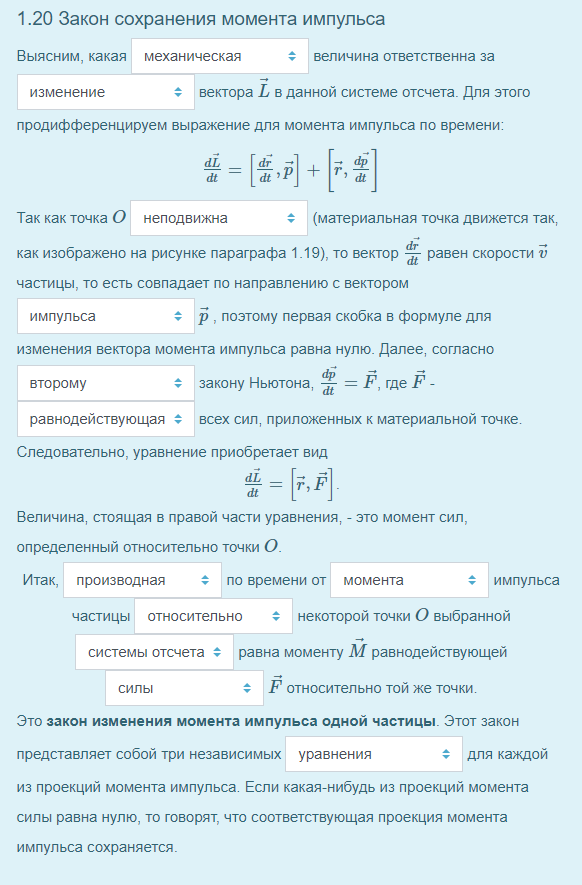 1.20 Закон сохранения момента импульса
Выясним, какая механическая величина ответственна за
изменение вектора $\vec{L}$ в данной системе отсчета. Для этого
продифференцируем выражение для момента импульса по времени:
$\frac{d\vec{L}}{dt} = \left[\frac{d\vec{r}}{dt}, \vec{p}\right] + \left[\vec{r}, \frac{d\vec{p}}{dt}\right]$
Так как точка $O$ неподвижна (материальная точка движется так,
как изображено на рисунке параграфа 1.19), то вектор $\frac{d\vec{r}}{dt}$ равен скорости $\vec{v}$
частицы, то есть совпадает по направлению с вектором
импульса $\vec{p}$ , поэтому первая скобка в формуле для
изменения вектора момента импульса равна нулю. Далее, согласно
второму закону Ньютона, $\frac{d\vec{p}}{dt} = \vec{F}$, где $\vec{F}$ -
равнодействующая всех сил, приложенных к материальной точке.
Следовательно, уравнение приобретает вид
$\frac{d\vec{L}}{dt} = \left[\vec{r}, \vec{F}\right]$.
Величина, стоящая в правой части уравнения, - это момент сил,
определенный относительно точки $O$.
Итак, производная по времени от момента импульса
частицы относительно некоторой точки $O$ выбранной
системы отсчета равна моменту $\vec{M}$ равнодействующей
силы $\vec{F}$ относительно той же точки.
Это закон изменения момента импульса одной частицы. Этот закон
представляет собой три независимых уравнения для каждой
из проекций момента импульса. Если какая-нибудь из проекций момента
силы равна нулю, то говорят, что соответствующая проекция момента
импульса сохраняется.